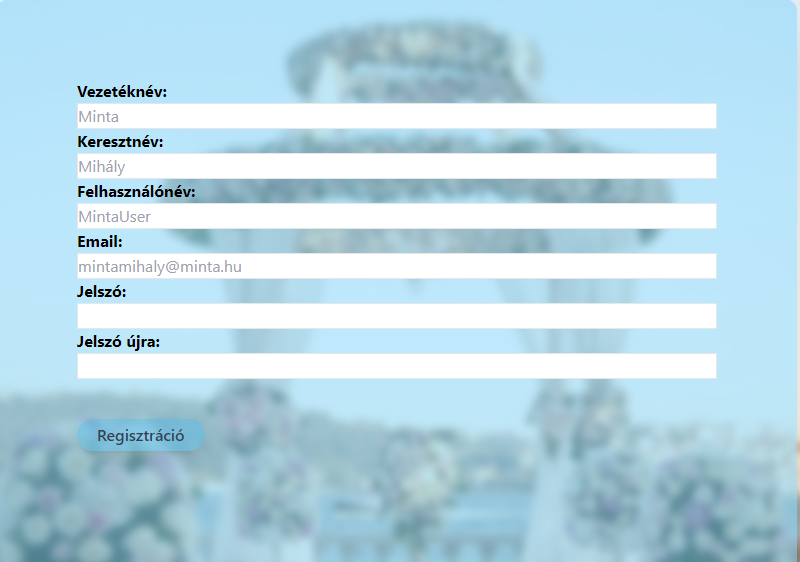 Vezetéknév:
Minta
Keresztnév:
Mihály
Felhasználónév:
MintaUser
Email:
mintamihaly@minta.hu
Jelszó:
Jelszó újra:
Regisztráció